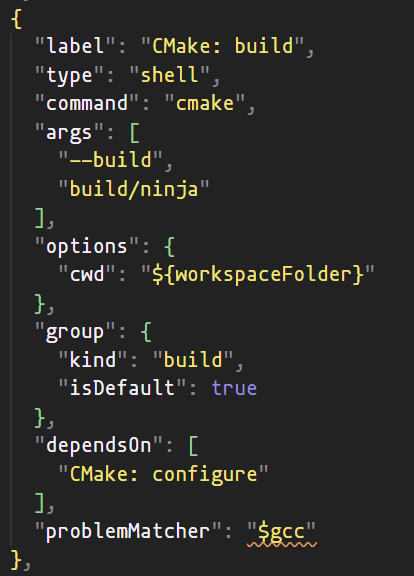 {
"label": "CMake: build",
"type": "shell",
"command": "cmake",
"args": [
"--build",
"build/ninja"
],
"options": {
"cwd": "${workspaceFolder}"
},
"group": {
"kind": "build",
"isDefault": true
},
"dependsOn": [
"CMake: configure"
],
"problemMatcher": "$gcc"
},